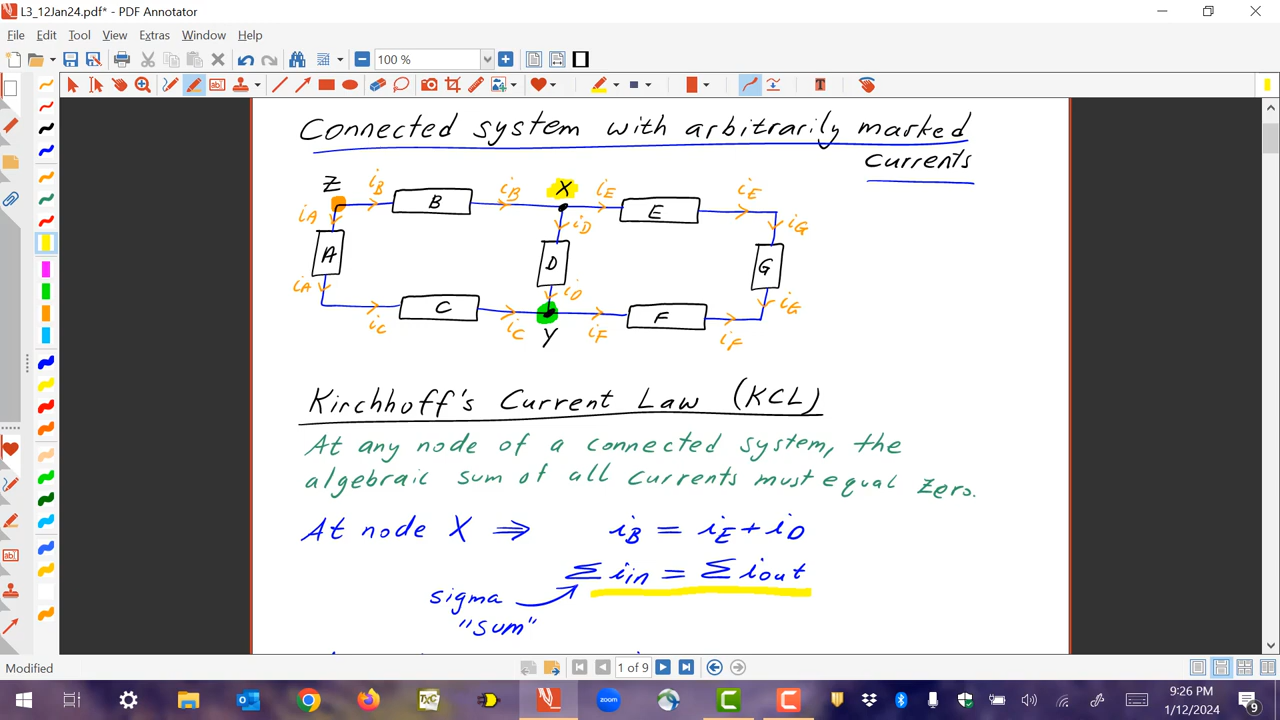 L3_12Jan24.pdf* - PDF Annotator
File Edit Tool View Extras Window Help
100 %
Connected system with arbitrarily marked
currents
Z iB iB X iE iE
iA B E iG
iD
A D G
iA iD iG
C F
iC iC Y iF iF
Kirchhoff's Current Law (KCL)
At any node of a connected system, the
algebraic sum of all currents must equal zero.
At node X ⇒ iB = iE + iD
Σ iin = Σ iout
sigma
"sum"
Modified
1 of 9
zoom
9:26 PM
1/12/2024
9